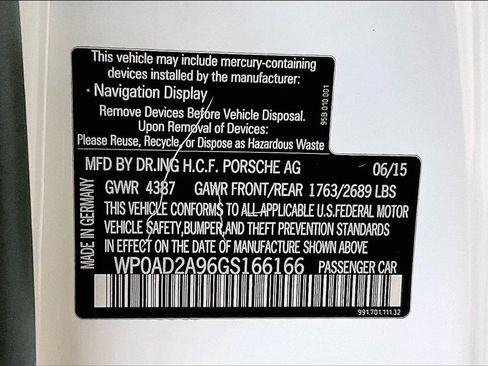 This vehicle may include mercury-containing
devices installed by the manufacturer:
• Navigation Display
Remove Devices Before Vehicle Disposal.
Upon Removal of Devices:
Please Reuse, Recycle, or Dispose as Hazardous Waste
95B 010 001
MFD BY DR.ING H.C.F. PORSCHE AG 06/15
GVWR 4387 GAWR FRONT/REAR 1763/2689 LBS
THIS VEHICLE CONFORMS TO ALL APPLICABLE U.S.FEDERAL MOTOR
VEHICLE SAFETY,BUMPER,AND THEFT PREVENTION STANDARDS
IN EFFECT ON THE DATE OF MANUFACTURE SHOWN ABOVE
WP0AD2A96GS166166 PASSENGER CAR
MADE IN GERMANY
991.701.111.32